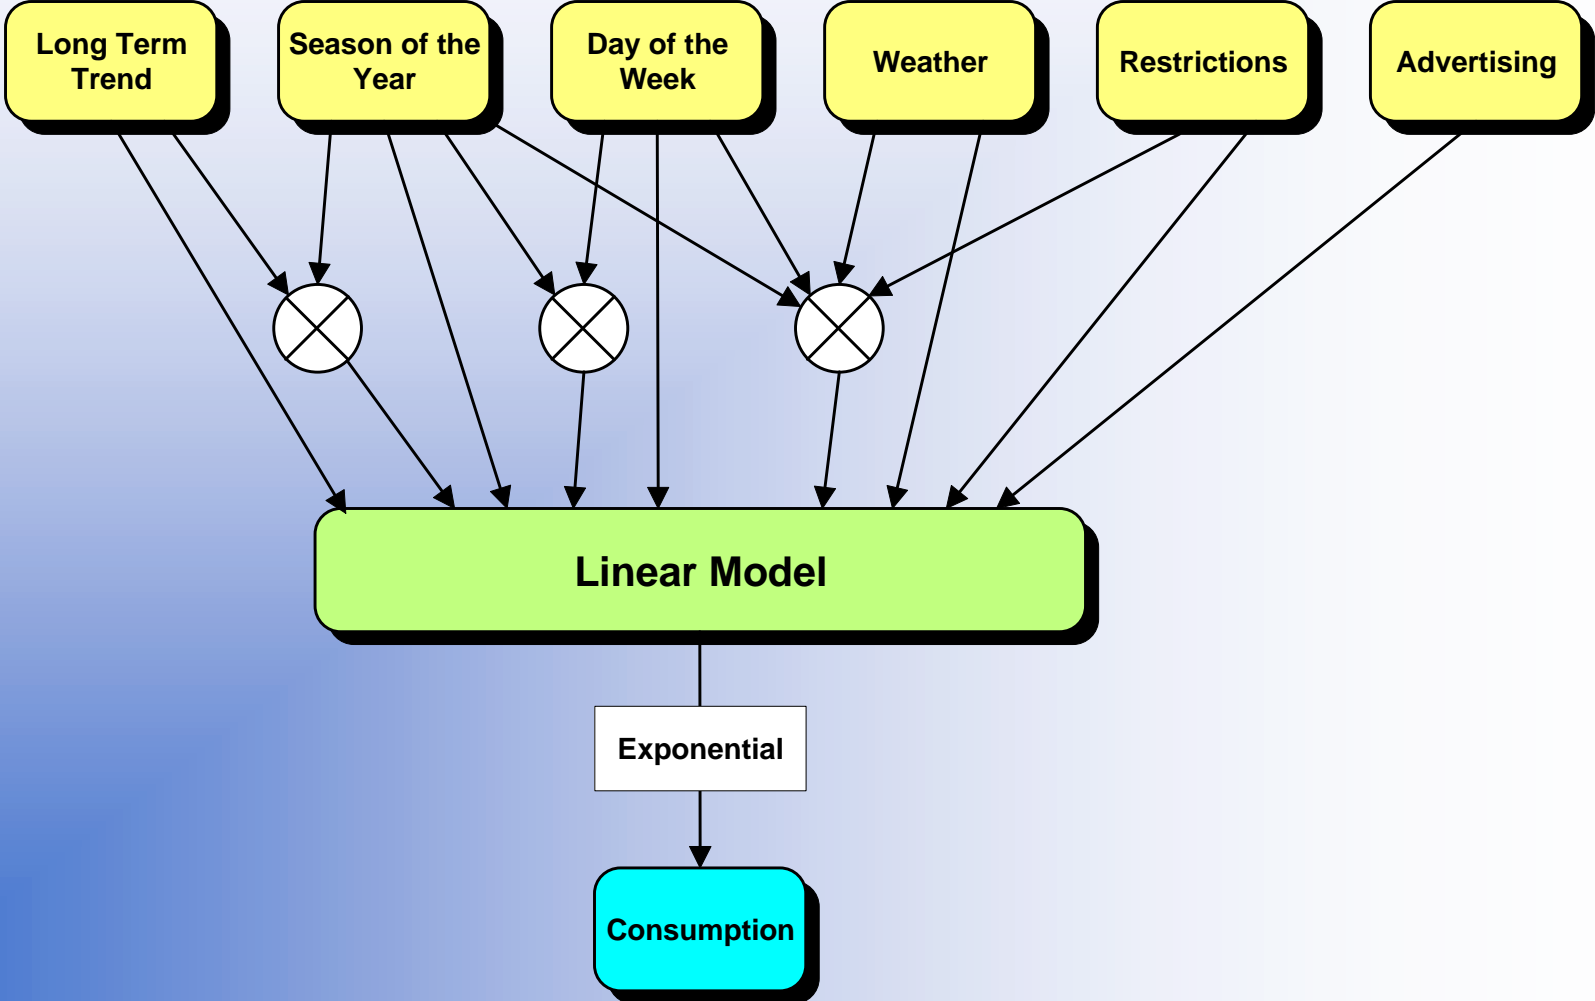 Long Term
Trend
Season of the
Year
Day of the
Week
Weather
Restrictions
Advertising
Linear Model
Exponential
Consumption